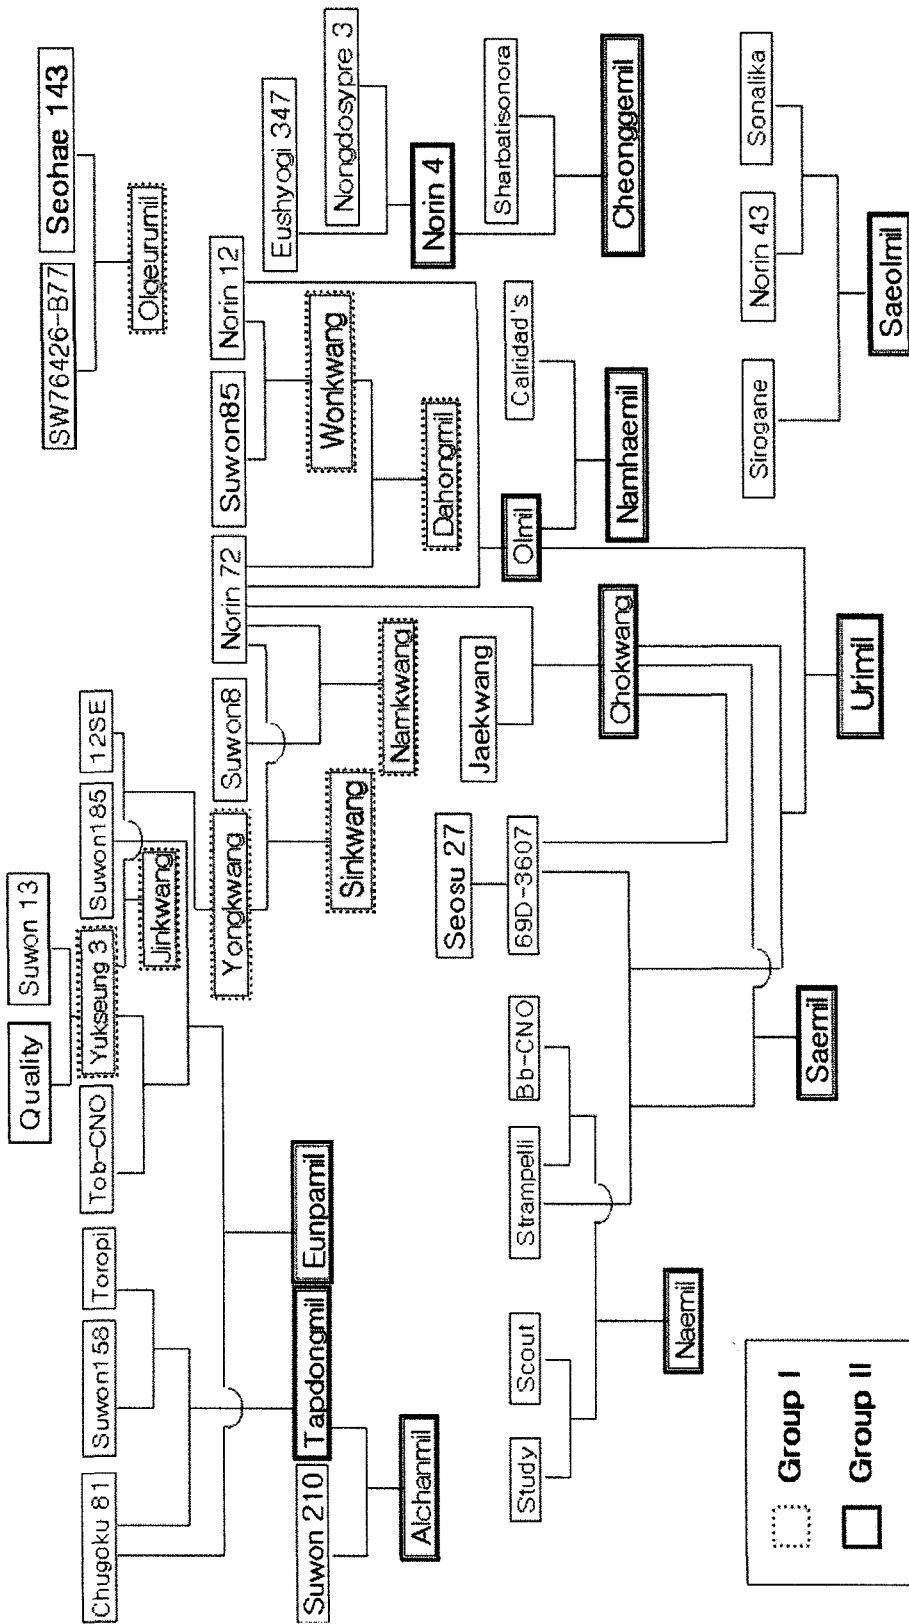 Quality
Suwon 13
SW76426-B77
Seohae 143
Chugoku 81
Suwon158
Toropi
Tob-CNO
Yukseung 3
Suwon185
12SE
Jinkwang
Olgeurumil
Yongkwang
Suwon8
Norin 72
Suwon85
Norin 12
Eushyogi 347
Nongdosypre 3
Suwon 210
Tapdongmil
Eunpamil
Sinkwang
Wonkwang
Namkwang
Alchanmil
Dahongmil
Norin 4
Seosu 27
Jaekwang
Study
Scout
Strampelli
Bb-CNO
69D-3607
Olmil
Calridad's
Sharbatisonora
Chokwang
Namhaemil
Cheonggemil
Naemil
Sirogane
Norin 43
Sonalika
Saemil
Urimil
Saeolmil
Group I
Group II